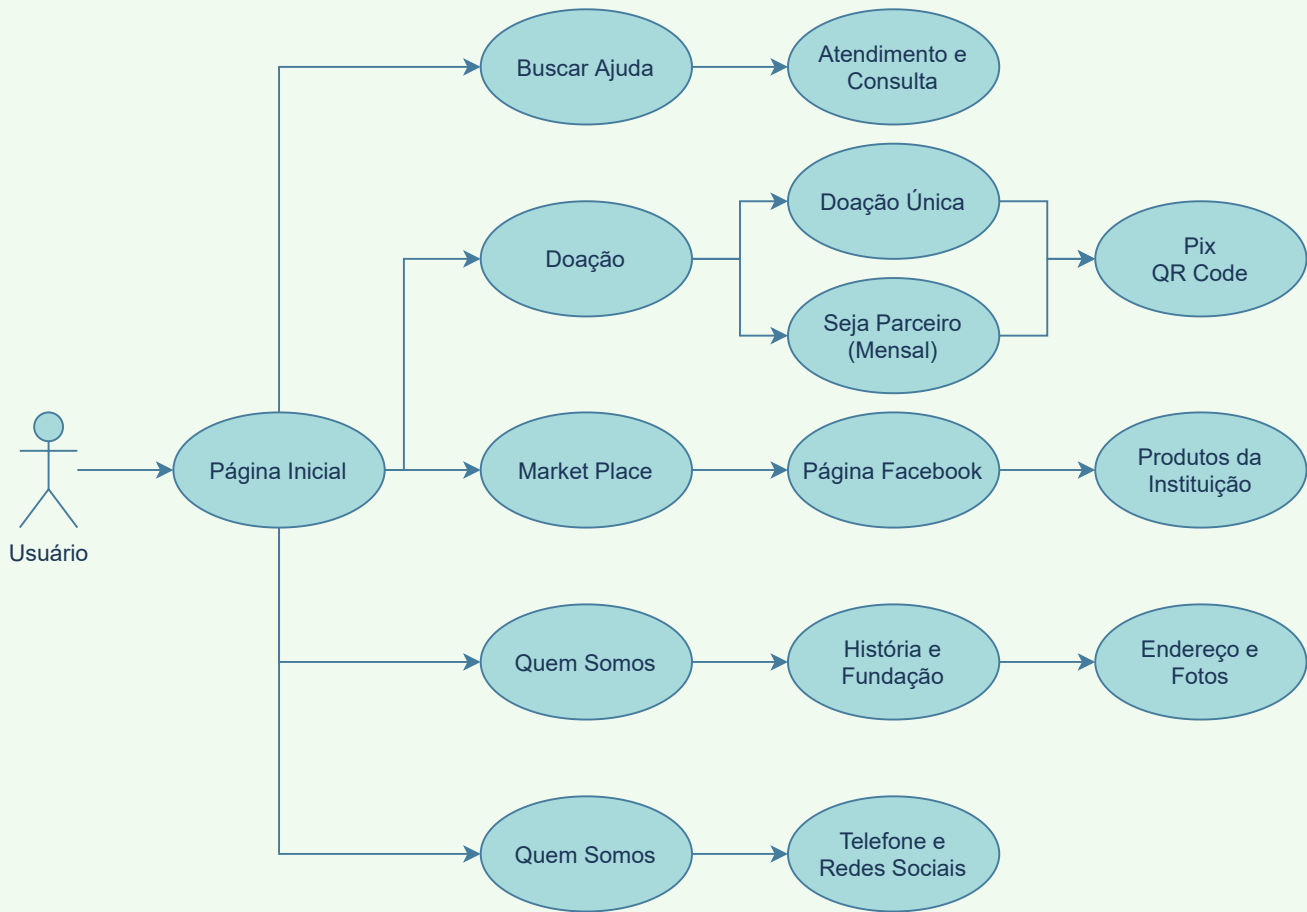 Buscar Ajuda
Atendimento e
Consulta
Doação Única
Doação
Pix
QR Code
Seja Parceiro
(Mensal)
Usuário
Página Inicial
Market Place
Página Facebook
Produtos da
Instituição
Quem Somos
História e
Fundação
Endereço e
Fotos
Quem Somos
Telefone e
Redes Sociais